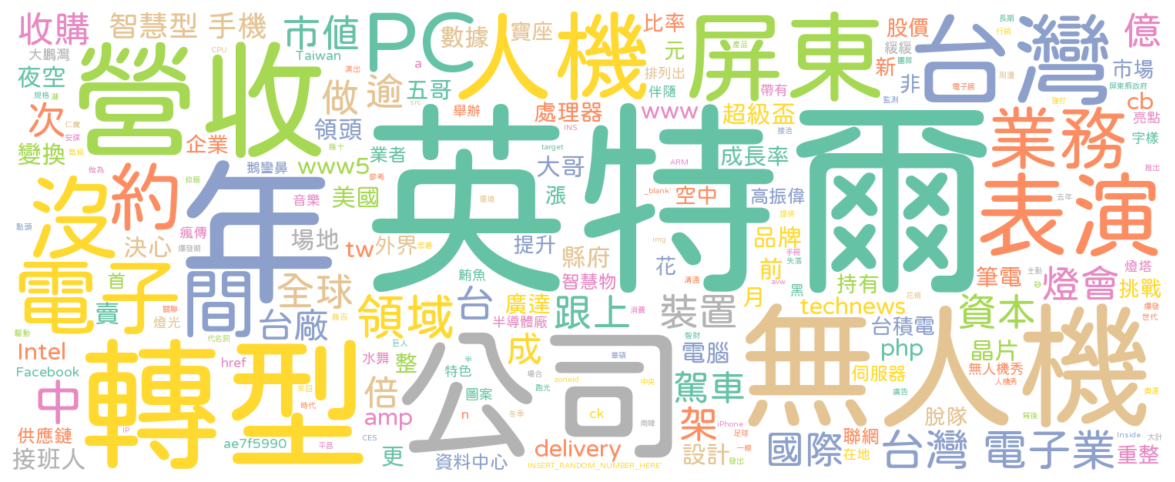 收購
智慧型 手機
市值
PC
人機
屏東
台灣
億
大鵬灣
Taiwan
數據
寶座
比率
元
股價
緩緩
新
非
市場
夜空
營收
做
逾
五哥
排列出
伴隨
帶有
次
變換
企業
領頭
舉辦
處理器
www
超級盃
cb
亮點
字樣
鵝鑾鼻
www5
業者
英特爾
大哥
成長率
業務
沒
約
年
音樂
美國
漲
空中
高振偉
表演
瘋傳
決心
場地
tw
外界
提升
縣府
品牌
電子
間
全球
鮪魚
智慧物
花
前
持有
筆電
燈會
燈塔
挑戰
首
賣
燈光
台廠
領域
台
廣達
半導體廠
跟上
裝置
月
黑
technews
資本
Intel
Facebook
轉型
href
水舞
整
公司
成
電腦
台積電
php
晶片
無人機
中
倍
特色
圖案
駕車
伺服器
無人機秀
供應鏈
接班人
amp
n
ck
架
脫隊
ae7f5990
更
資料中心
delivery
設計
國際
聯網
在地
台灣 電子業
重整
INSERT_RANDOM_NUMBER_HERE
iPhone
target
_blank
ARM
INS
CPU
img
zoneid
CES
IP
Inside